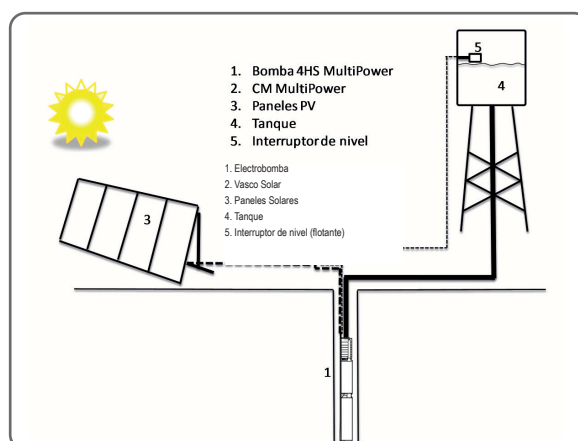 1. Bomba 4HS MultiPower
2. CM MultiPower
3. Paneles PV
4. Tanque
5. Interruptor de nivel
1. Electrobomba
2. Vasco Solar
3. Paneles Solares
4. Tanque
5. Interruptor de nivel (flotante)
5
4
3
1